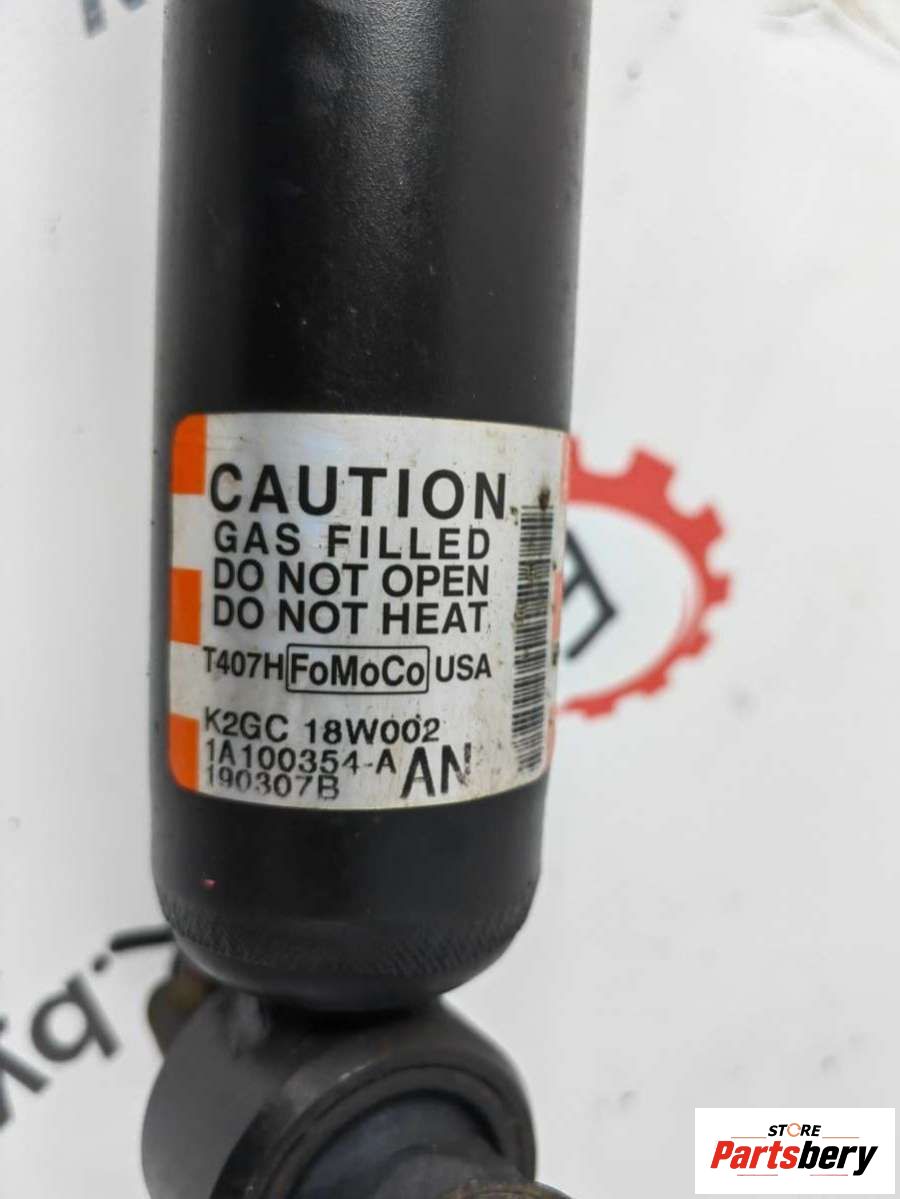 CAUTION
GAS FILLED
DO NOT OPEN
DO NOT HEAT
T407H FoMoCo USA
K2GC 18W002
1A100354-A AN
190307B
STORE
Partsbery